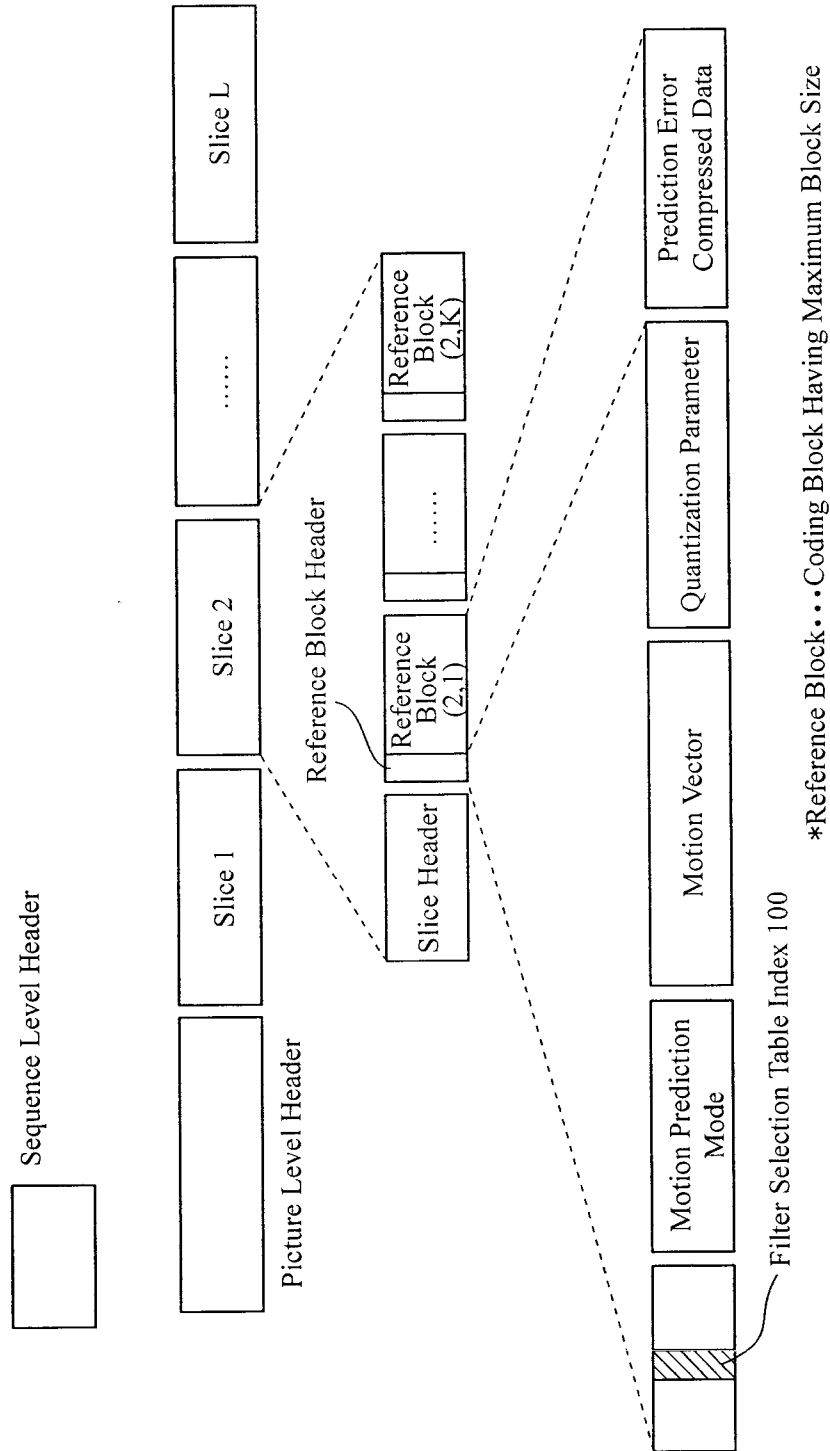 Sequence Level Header
Picture Level Header
Slice 1
Slice 2
.......
Slice L
Reference Block Header
Slice Header
Reference
Block
(2,1)
......
Reference
Block
(2,K)
Motion Prediction
Mode
Motion Vector
Quantization Parameter
Prediction Error
Compressed Data
Filter Selection Table Index 100
*Reference Block•••Coding Block Having Maximum Block Size